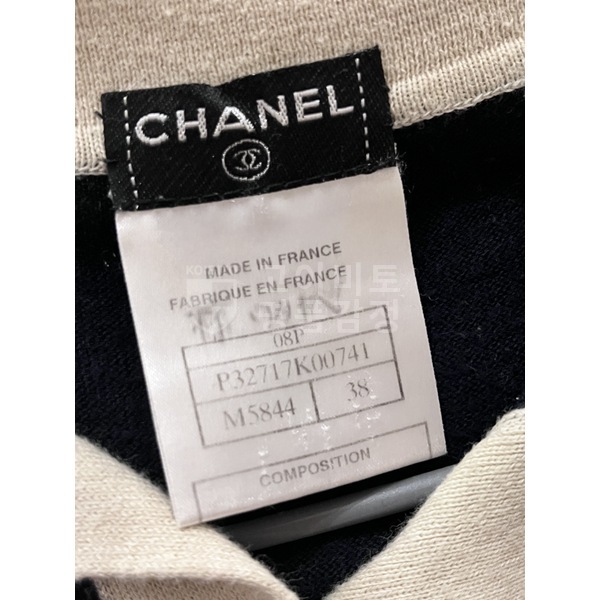 CHANEL
MADE IN FRANCE
FABRIQUE EN FRANCE
08P
P32717K00741
M5844 38
COMPOSITION